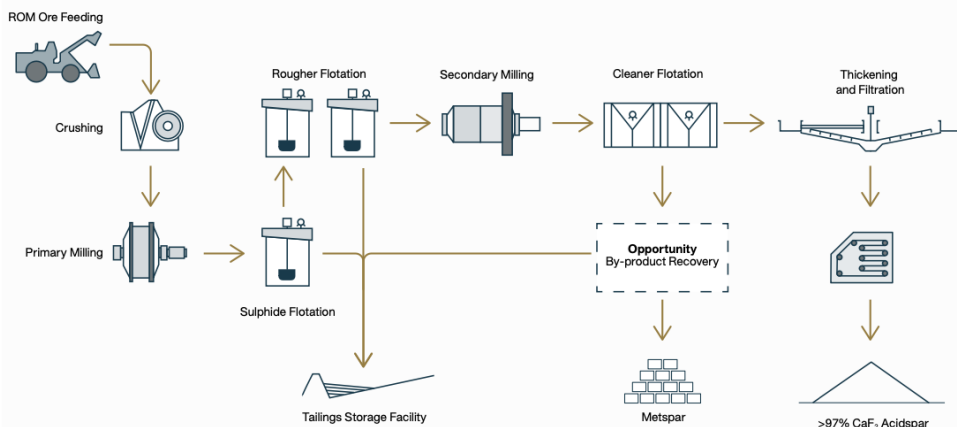 ROM Ore Feeding
Rougher Flotation
Secondary Milling
Cleaner Flotation
Thickening
and Filtration
Crushing
Primary Milling
Opportunity
By-product Recovery
Sulphide Flotation
Tailings Storage Facility
Metspar
>97% CaF₂ Acidspar